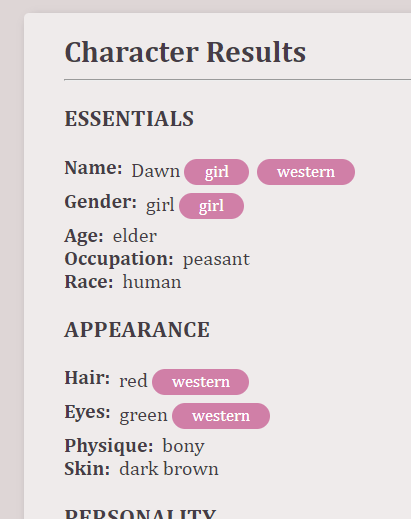 Character Results
ESSENTIALS
Name: Dawn girl western
Gender: girl girl
Age: elder
Occupation: peasant
Race: human
APPEARANCE
Hair: red western
Eyes: green western
Physique: bony
Skin: dark brown
PERSONALITY